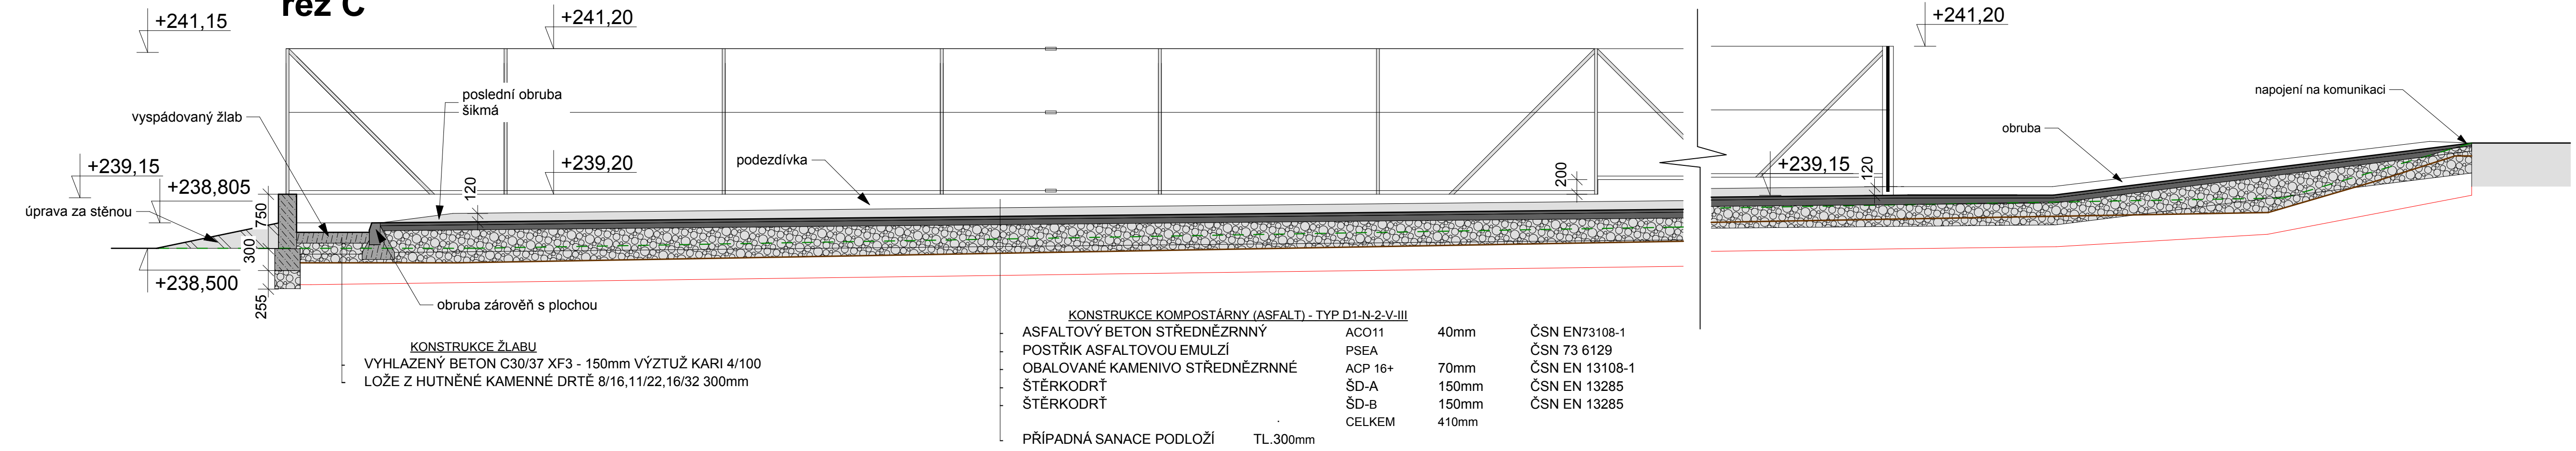 řez C
+241,15
+241,20
+241,20
poslední obruba
šikmá
vyspádovaný žlab
napojení na komunikaci
obruba
+239,15
+239,20
podezdívka
+239,15
+238,805
120
200
120
úprava za stěnou
750
300
+238,500
255
obruba zárověň s plochou
KONSTRUKCE ŽLABU
VYHLAZENÝ BETON C30/37 XF3 - 150mm VÝZTUŽ KARI 4/100
LOŽE Z HUTNĚNÉ KAMENNÉ DRTĚ 8/16,11/22,16/32 300mm
KONSTRUKCE KOMPOSTÁRNY (ASFALT) - TYP D1-N-2-V-III
ASFALTOVÝ BETON STŘEDNĚZRNNÝ ACO11 40mm ČSN EN73108-1
POSTŘIK ASFALTOVOU EMULZÍ PSEA ČSN 73 6129
OBALOVANÉ KAMENIVO STŘEDNĚZRNNÉ ACP 16+ 70mm ČSN EN 13108-1
ŠTĚRKODRŤ ŠD-A 150mm ČSN EN 13285
ŠTĚRKODRŤ ŠD-B 150mm ČSN EN 13285
CELKEM 410mm
PŘÍPADNÁ SANACE PODLOŽÍ TL.300mm